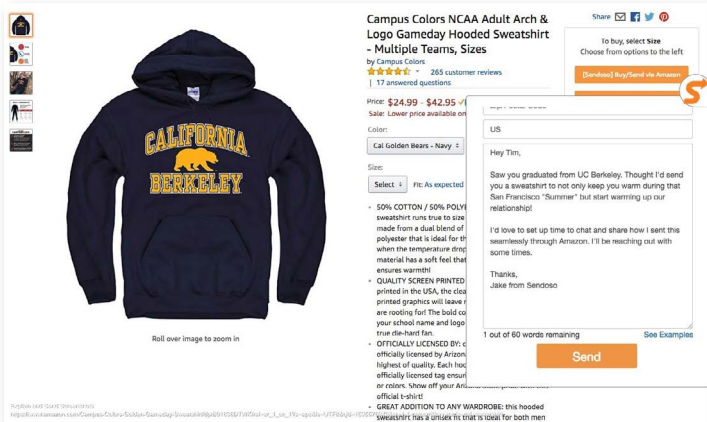 Campus Colors NCAA Adult Arch &
Logo Gameday Hooded Sweatshirt
- Multiple Teams, Sizes
by Campus Colors
265 customer reviews
| 17 answered questions
Price: $24.99 - $42.95
Sale: Lower price available on
Color:
Cal Golden Bears - Navy
Size:
Select
Fit: As expected
• 50% COTTON / 50% POLYE
sweatshirt runs true to size
made from a dual blend of
polyester that is ideal for th
when the temperature drop
material has a soft feel that
ensures warmth!
• QUALITY SCREEN PRINTED
printed in the USA, the clea
printed graphics will leave r
are rooting for! The bold co
your school name and logo
true die-hard fan.
• OFFICIALLY LICENSED BY: c
officially licensed by Arizon
highest of quality. Each hoo
officially licensed tag ensur
or colors. Show off your
official t-shirt!
• GREAT ADDITION TO ANY WARDROBE: this hooded
sweatshirt has a unisex fit that is ideal for both men
CALIFORNIA
BERKELEY
Roll over image to zoom in
Share
To buy, select Size
Choose from options to the left
[Sendoso] Buy/Send via Amazon
US
Hey Tim,
Saw you graduated from UC Berkeley. Thought I'd send
you a sweatshirt to not only keep you warm during that
San Francisco "Summer" but start warming up our
relationship!
I'd love to set up time to chat and share how I sent this
seamlessly through Amazon. I'll be reaching out with
some times.
Thanks,
Jake from Sendoso
1 out of 60 words remaining
See Examples
Send